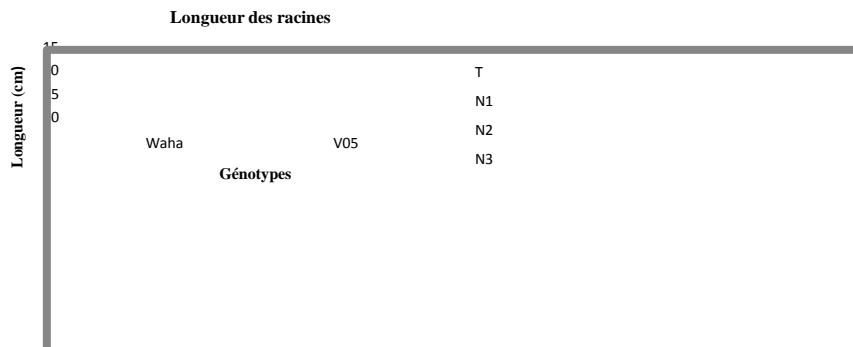 Longueur des racines
Longueur (cm)
15
0
5
0
Waha
V05
Génotypes
T
N1
N2
N3